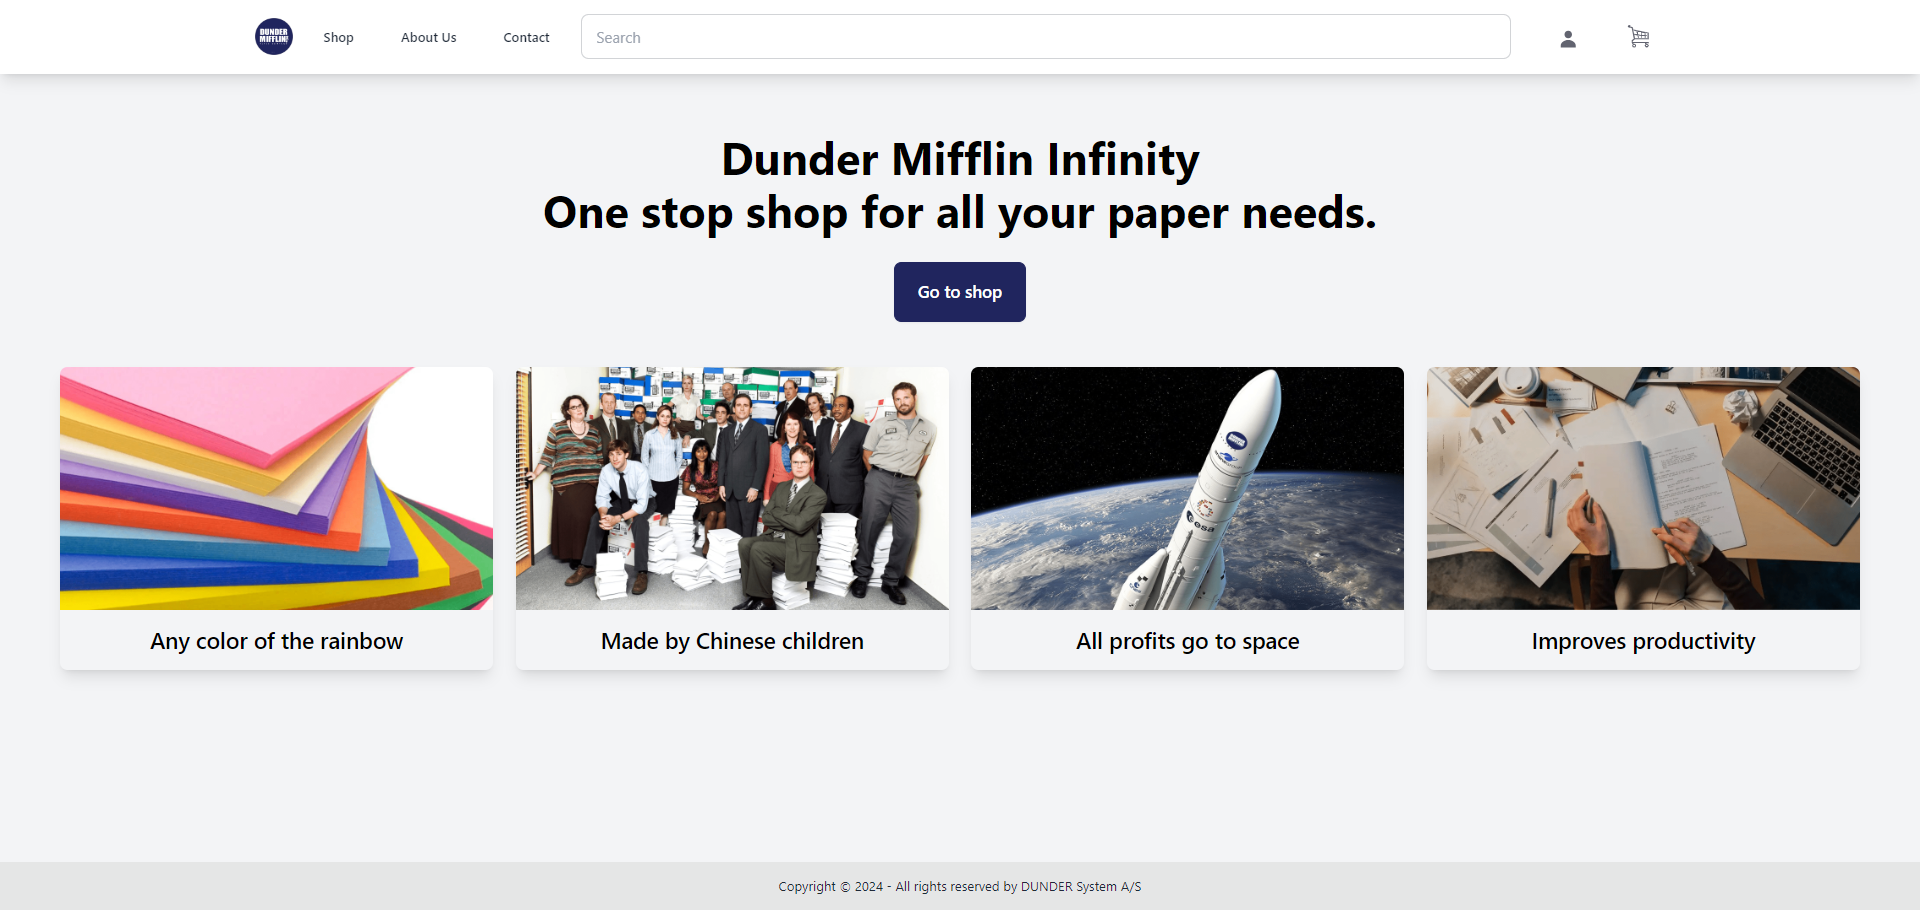 DUNDER
MIFFLIN
Shop
About Us
Contact
Search
Dunder Mifflin Infinity
One stop shop for all your paper needs.
Go to shop
DUNDER
MIFFLIN
esa
Any color of the rainbow
Made by Chinese children
All profits go to space
Improves productivity
Copyright © 2024 - All rights reserved by DUNDER System A/S